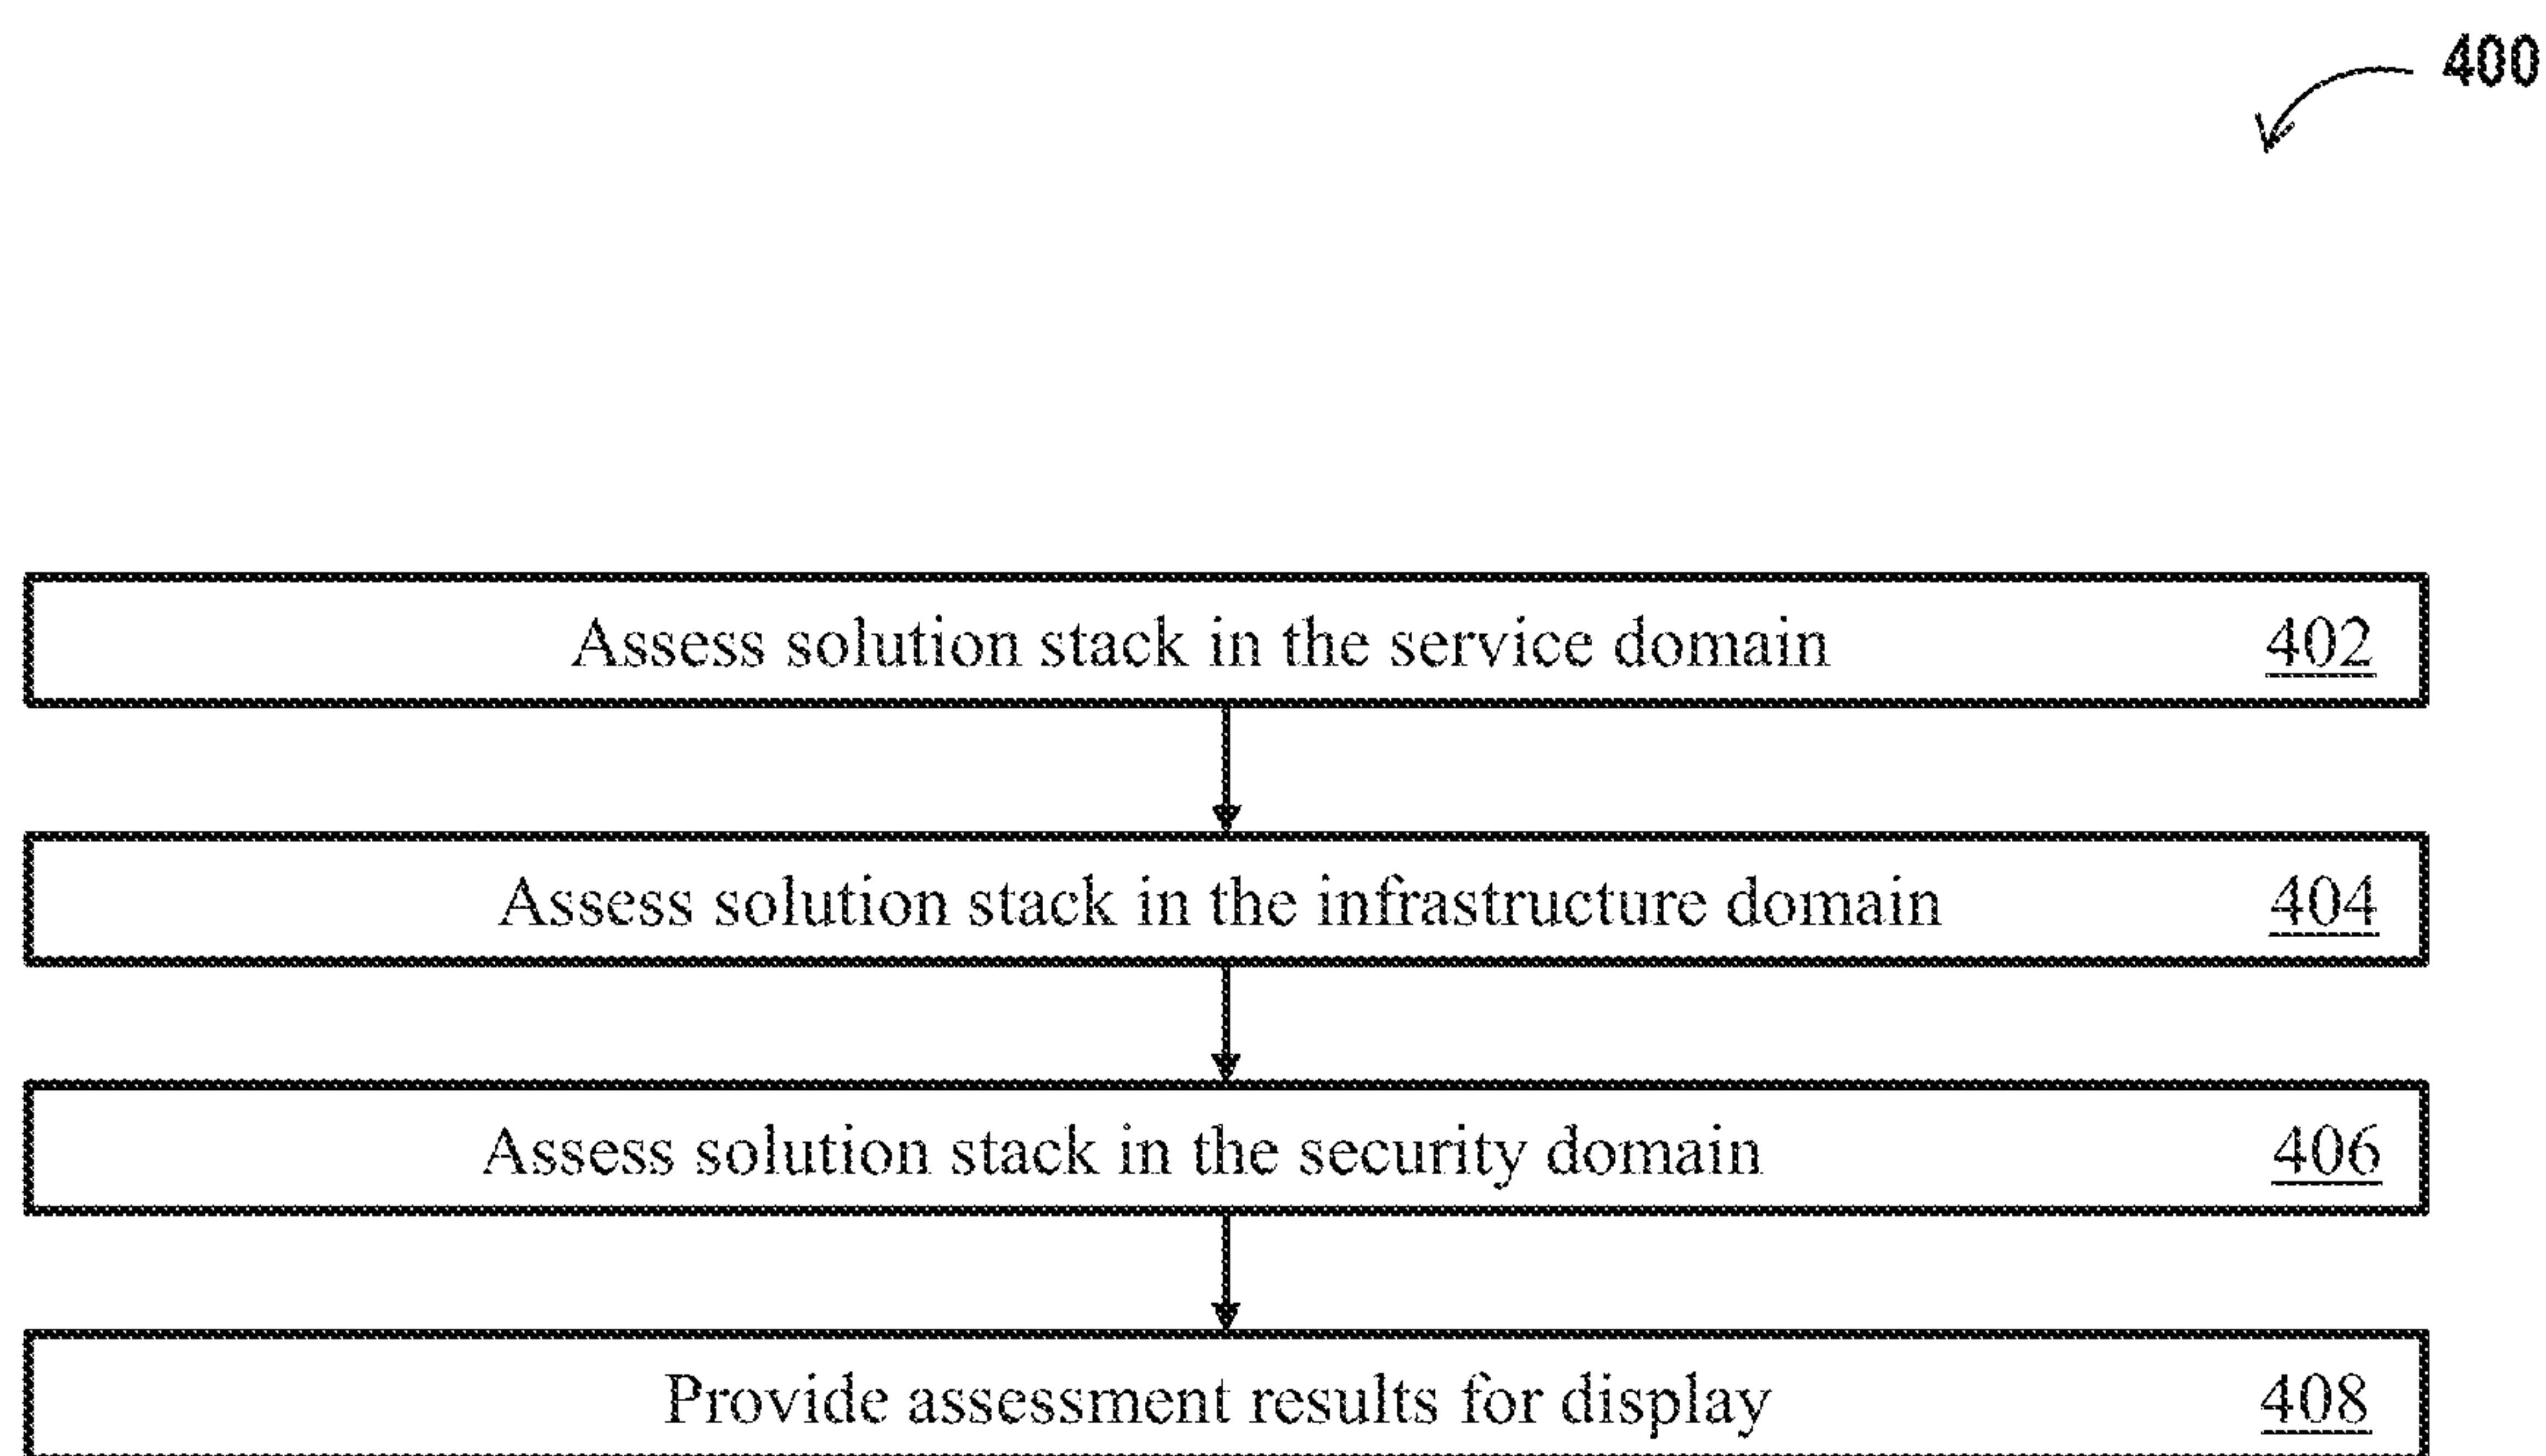 400
Assess solution stack in the service domain 402
Assess solution stack in the infrastructure domain 404
Assess solution stack in the security domain 406
Provide assessment results for display 408